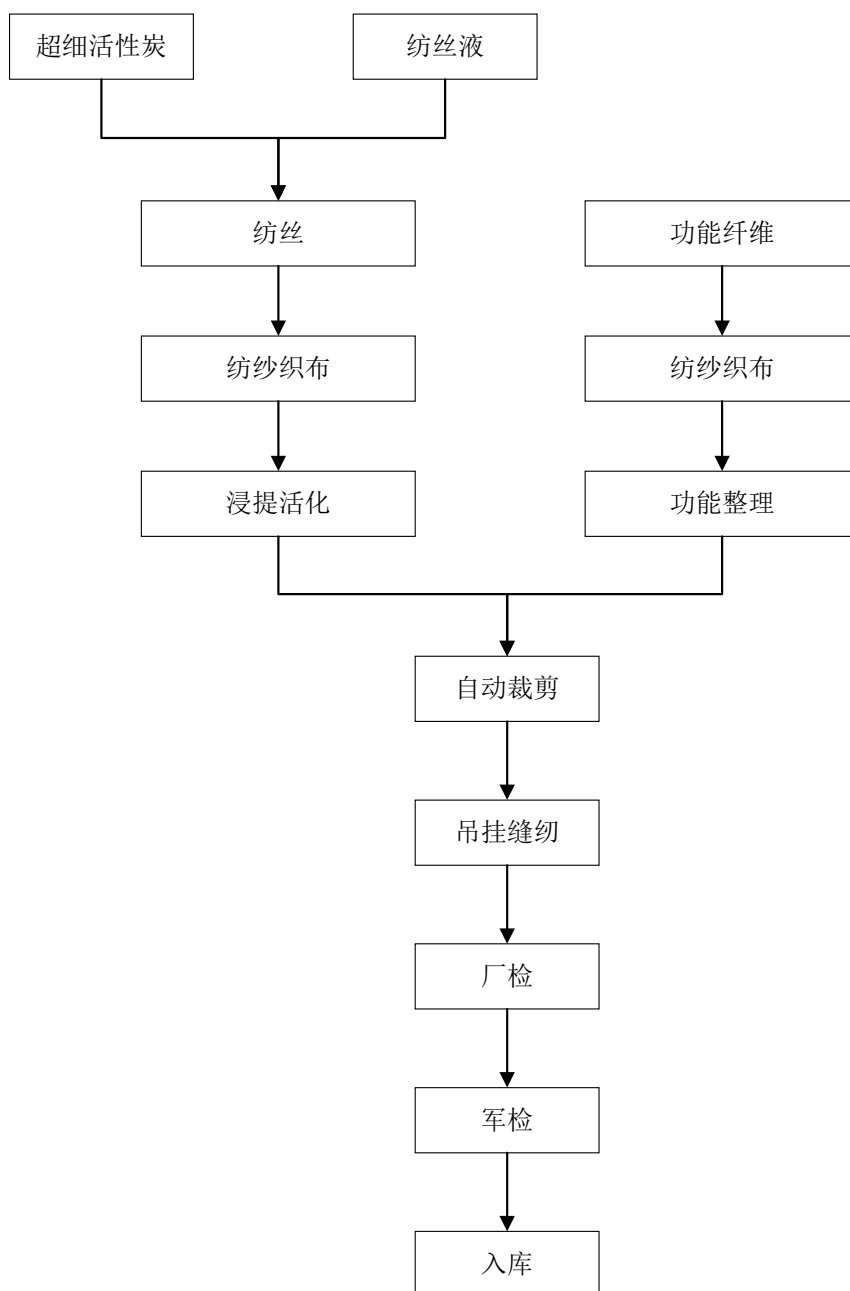 超细活性炭
纺丝液
纺丝
功能纤维
纺纱织布
纺纱织布
浸提活化
功能整理
自动裁剪
吊挂缝纫
厂检
军检
入库